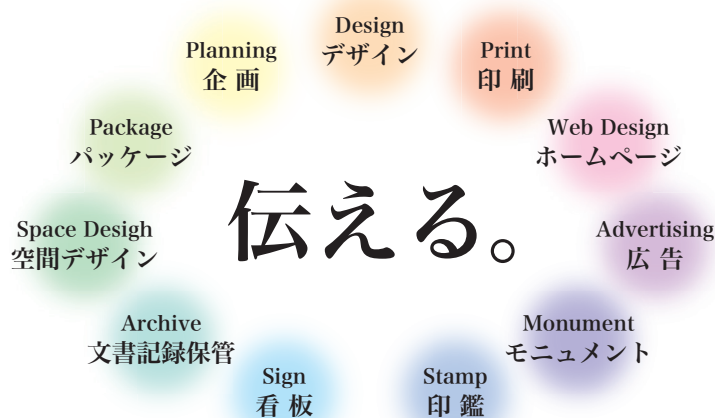 Design
デザイン
Planning
企画
Print
印刷
Package
パッケージ
Web Design
ホームページ
伝える。
Space Desigh
空間デザイン
Advertising
広告
Archive
文書記録保管
Monument
モニュメント
Sign
看板
Stamp
印鑑